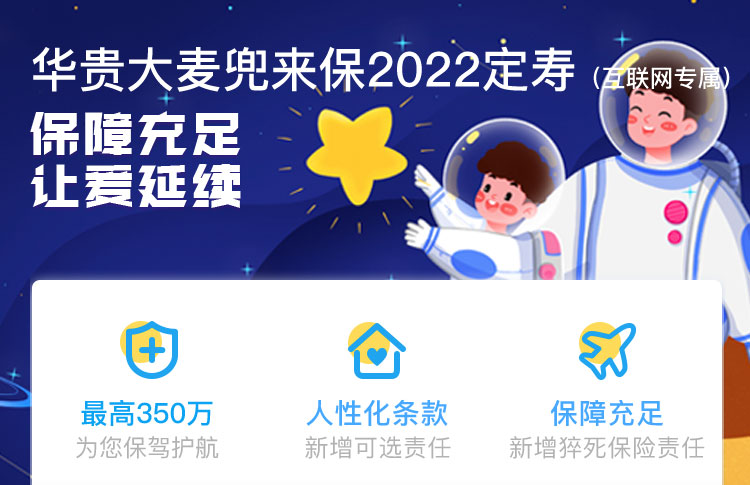 华贵大麦兜来保2022定寿（互联网专属）
保障充足
让爱延续
最高350万
为您保驾护航
人性化条款
新增可选责任
保障充足
新增猝死保险责任